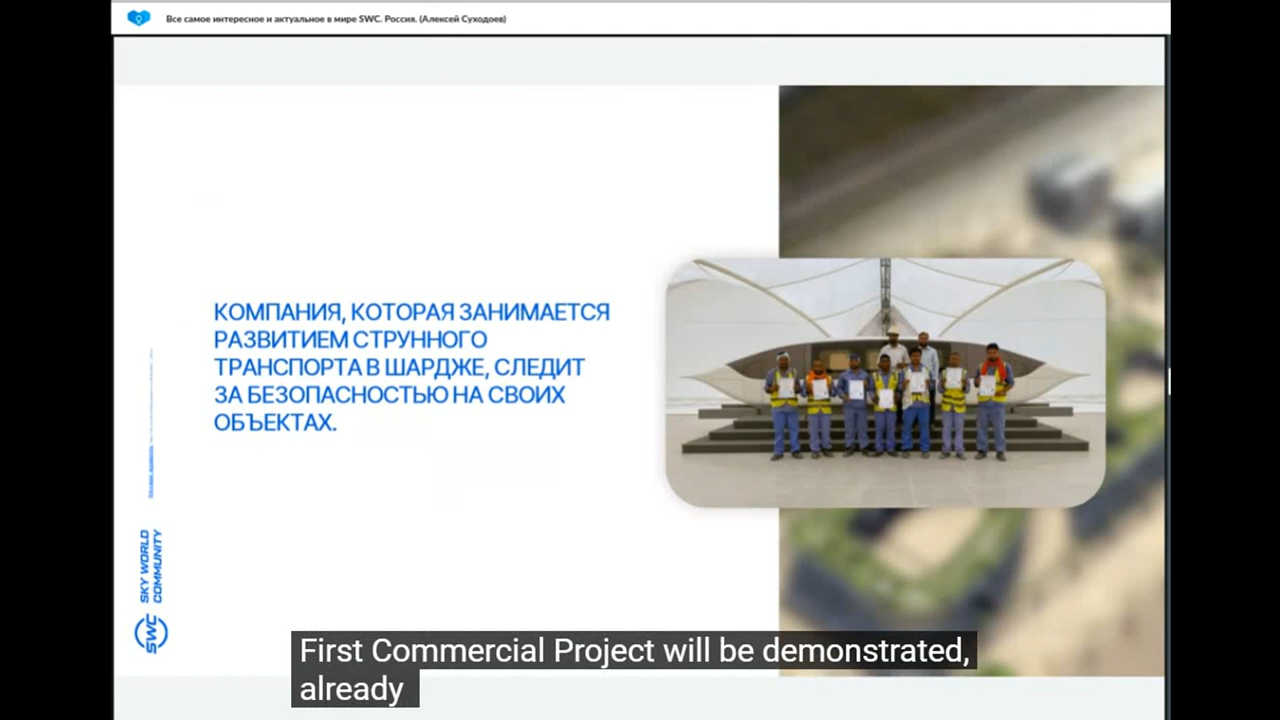 Все самое интересное и актуальное в мире SWC. Россия. (Алексей Суходоев)
КОМПАНИЯ, КОТОРАЯ ЗАНИМАЕТСЯ
РАЗВИТИЕМ СТРУННОГО
ТРАНСПОРТА В ШАРДЖЕ, СЛЕДИТ
ЗА БЕЗОПАСНОСТЬЮ НА СВОИХ
ОБЪЕКТАХ.
SWC
SKY WORLD
COMMUNITY
First Commercial Project will be demonstrated,
already